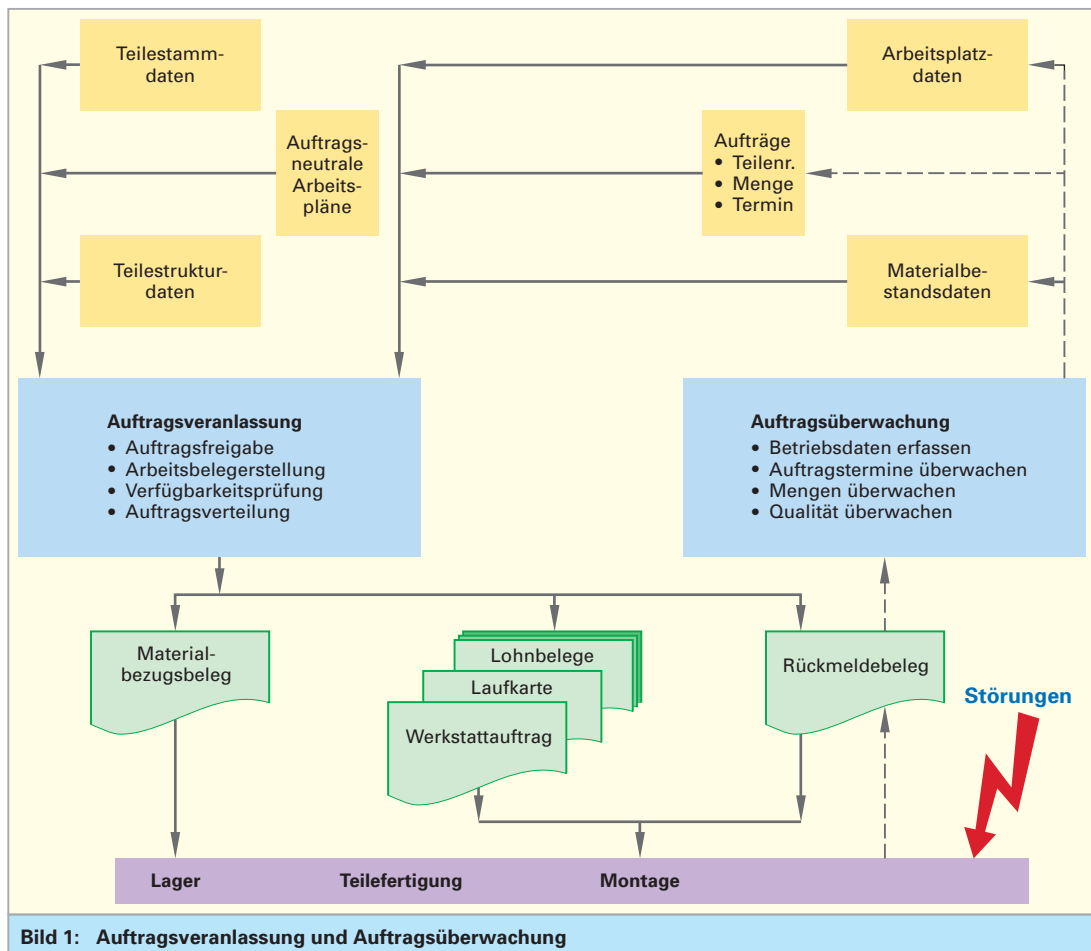 Teilestamm-
daten
Arbeitsplatz-
daten
Auftrags-
neutrale
Arbeits-
pläne
Aufträge
• Teilenr.
• Menge
• Termin
Teilestruktur-
daten
Materialbe-
standsdaten
Auftragsveranlassung
• Auftragsfreigabe
• Arbeitsbelegerstellung
• Verfügbarkeitsprüfung
• Auftragsverteilung
Auftragsüberwachung
• Betriebsdaten erfassen
• Auftragstermine überwachen
• Mengen überwachen
• Qualität überwachen
Material-
bezugsbeleg
Lohnbelege
Laufkarte
Werkstattauftrag
Rückmeldebeleg
Störungen
Lager
Teilefertigung
Montage
Bild 1: Auftragsveranlassung und Auftragsüberwachung